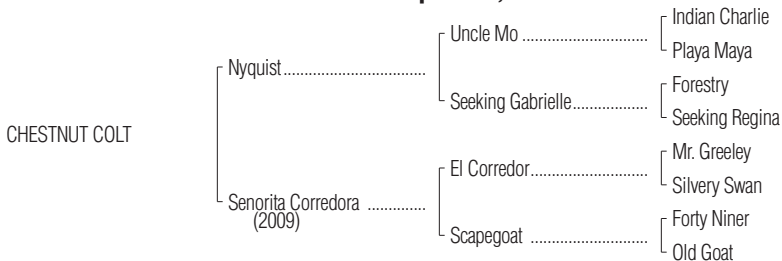 Indian Charlie
Uncle Mo
Playa Maya
Nyquist
Forestry
Seeking Gabrielle
Seeking Regina
CHESTNUT COLT
Mr. Greeley
El Corredor
Silvery Swan
Senorita Corredora
(2009)
Forty Niner
Scapegoat
Old Goat